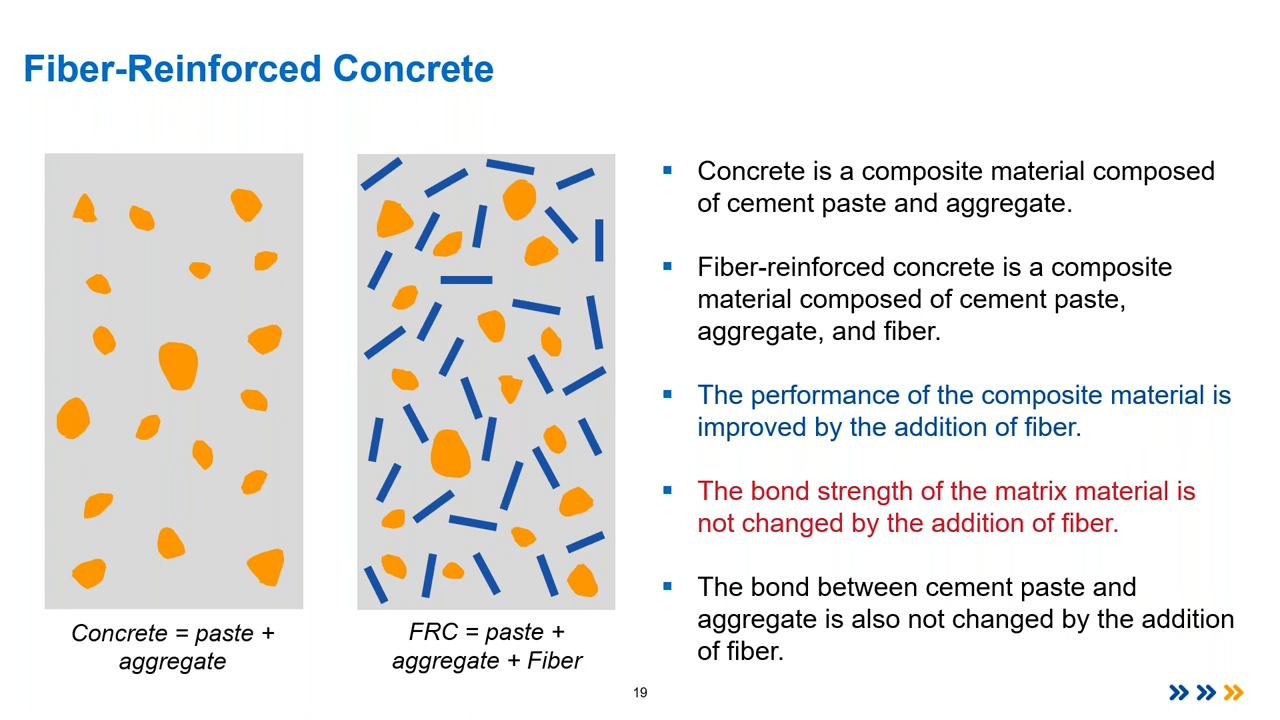 Fiber-Reinforced Concrete
Concrete = paste +
aggregate
FRC = paste +
aggregate + Fiber
▪ Concrete is a composite material composed
of cement paste and aggregate.
▪ Fiber-reinforced concrete is a composite
material composed of cement paste,
aggregate, and fiber.
▪ The performance of the composite material is
improved by the addition of fiber.
▪ The bond strength of the matrix material is
not changed by the addition of fiber.
▪ The bond between cement paste and
aggregate is also not changed by the addition
of fiber.
19